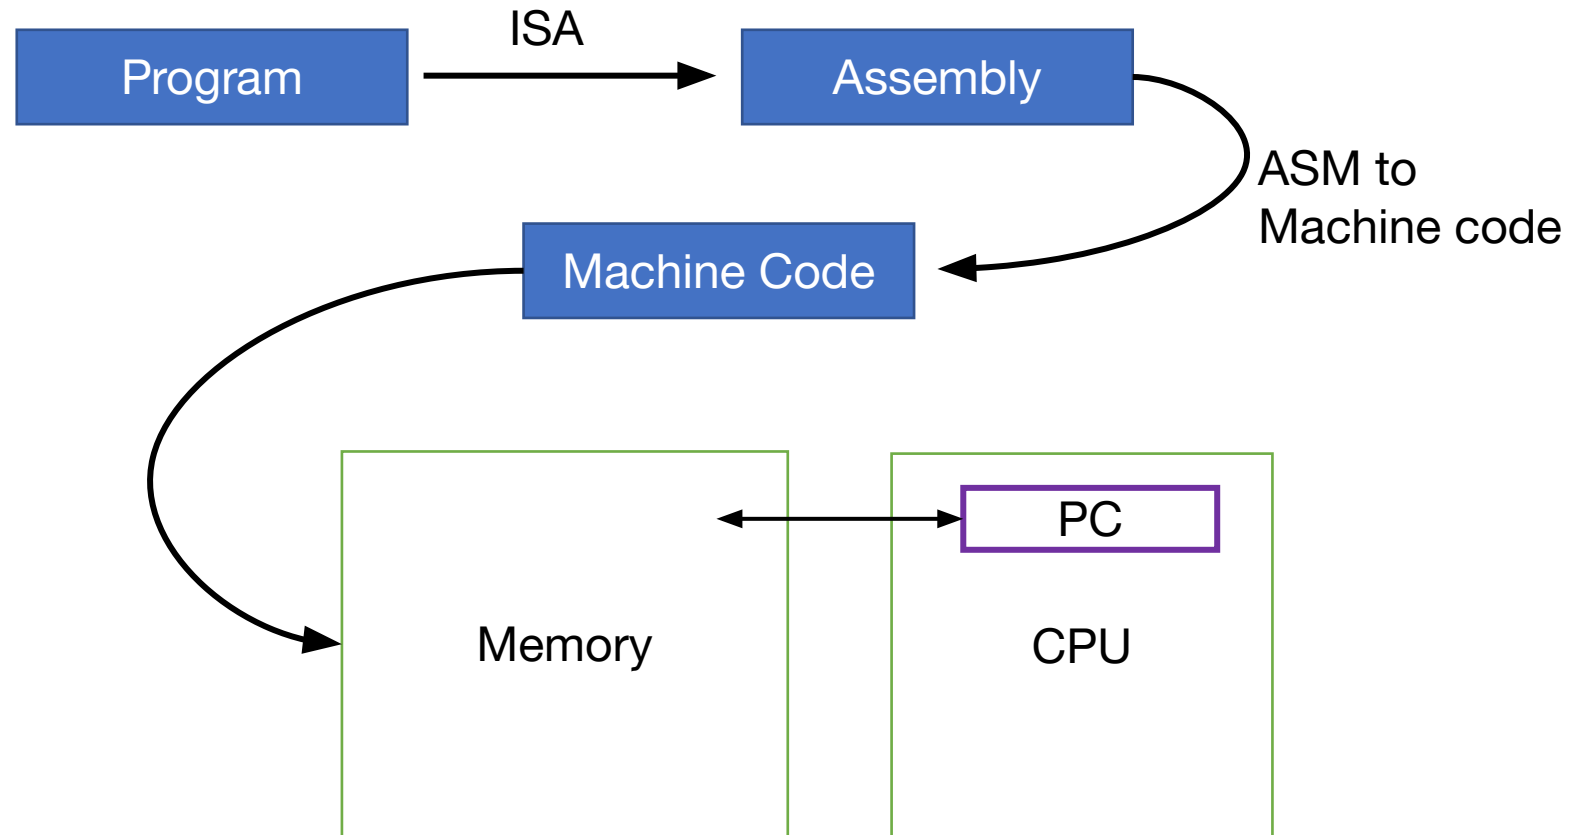 ISA
Program
Assembly
ASM to
Machine code
Machine Code
PC
Memory
CPU